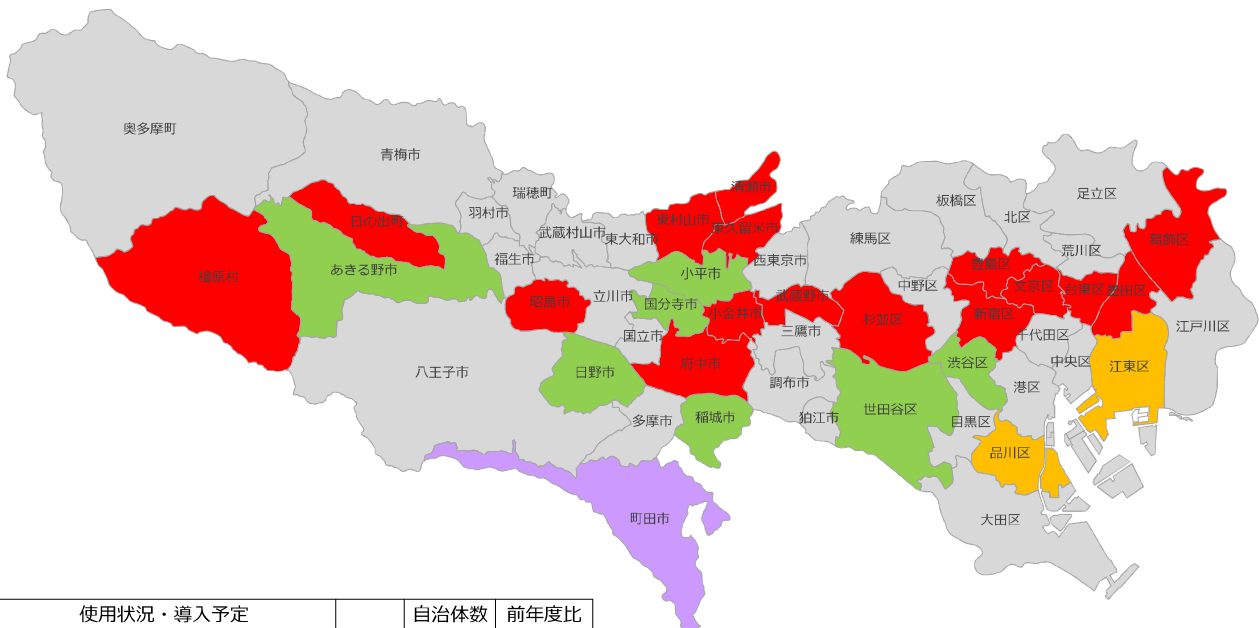 奥多摩町
青梅市
瑞穂町
羽村市
武蔵村山市
東大和市
福生市
日の出町
檜原村
あきる野市
昭島市
立川市
八王子市
国立市
日野市
多摩市
町田市
清瀬市
東村山市
東久留米市
小平市
西東京市
国分寺市
小金井市
武蔵野市
三鷹市
府中市
調布市
稲城市
狛江市
練馬区
板橋区
北区
足立区
荒川区
葛飾区
豊島区
文京区
台東区
墨田区
中野区
杉並区
新宿区
千代田区
江戸川区
渋谷区
中央区
江東区
港区
世田谷区
目黒区
品川区
大田区
使用状況・導入予定
自治体数
前年度比